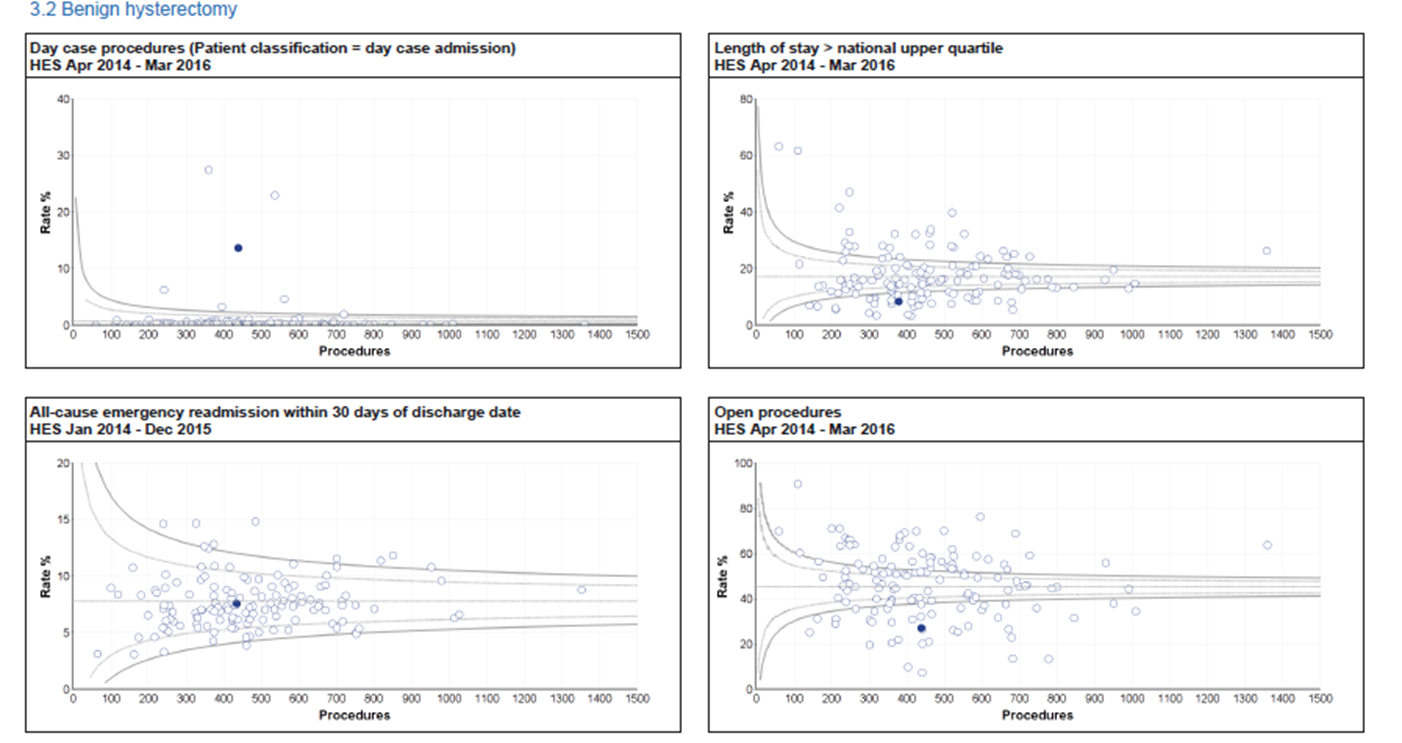 3.2 Benign hysterectomy
Day case procedures (Patient classification = day case admission)
HES Apr 2014 - Mar 2016
40
30
20
10
0
Rate %
0 100 200 300 400 500 600 700 800 900 1000 1100 1200 1300 1400 1500
Procedures
Length of stay > national upper quartile
HES Apr 2014 - Mar 2016
80
60
40
20
0
Rate %
0 100 200 300 400 500 600 700 800 900 1000 1100 1200 1300 1400 1500
Procedures
All-cause emergency readmission within 30 days of discharge date
HES Jan 2014 - Dec 2015
20
15
10
5
0
Rate %
0 100 200 300 400 500 600 700 800 900 1000 1100 1200 1300 1400 1500
Procedures
Open procedures
HES Apr 2014 - Mar 2016
100
80
60
40
20
0
Rate %
0 100 200 300 400 500 600 700 800 900 1000 1100 1200 1300 1400 1500
Procedures